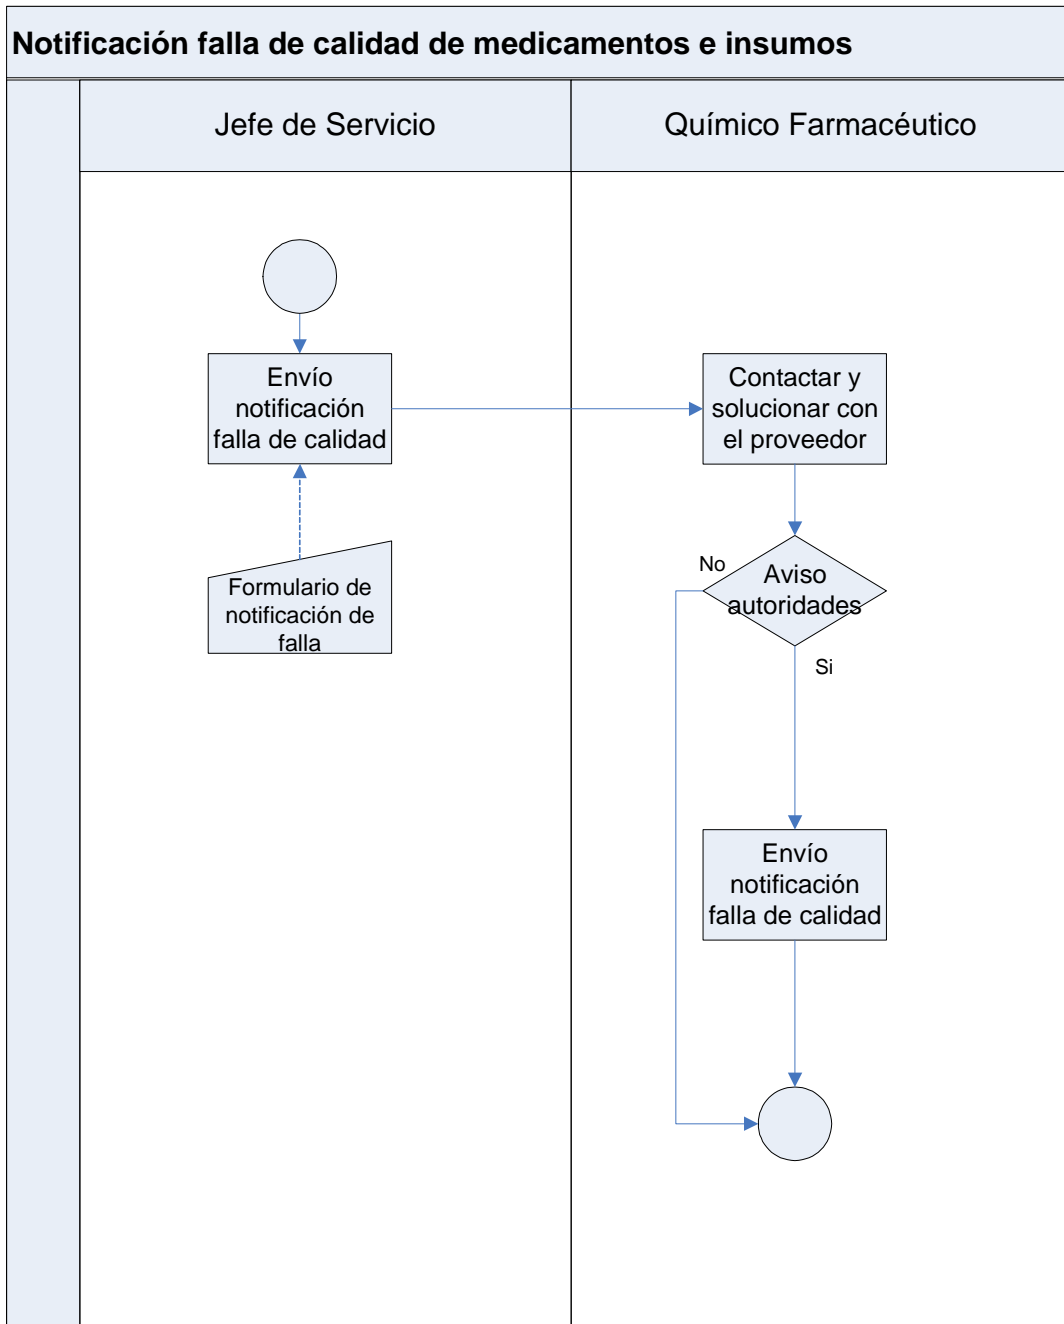 Notificación falla de calidad de medicamentos e insumos
Jefe de Servicio
Químico Farmacéutico
Envío
notificación
falla de calidad
Contactar y
solucionar con
el proveedor
Formulario de
notificación de
falla
No
Aviso
autoridades
Si
Envío
notificación
falla de calidad